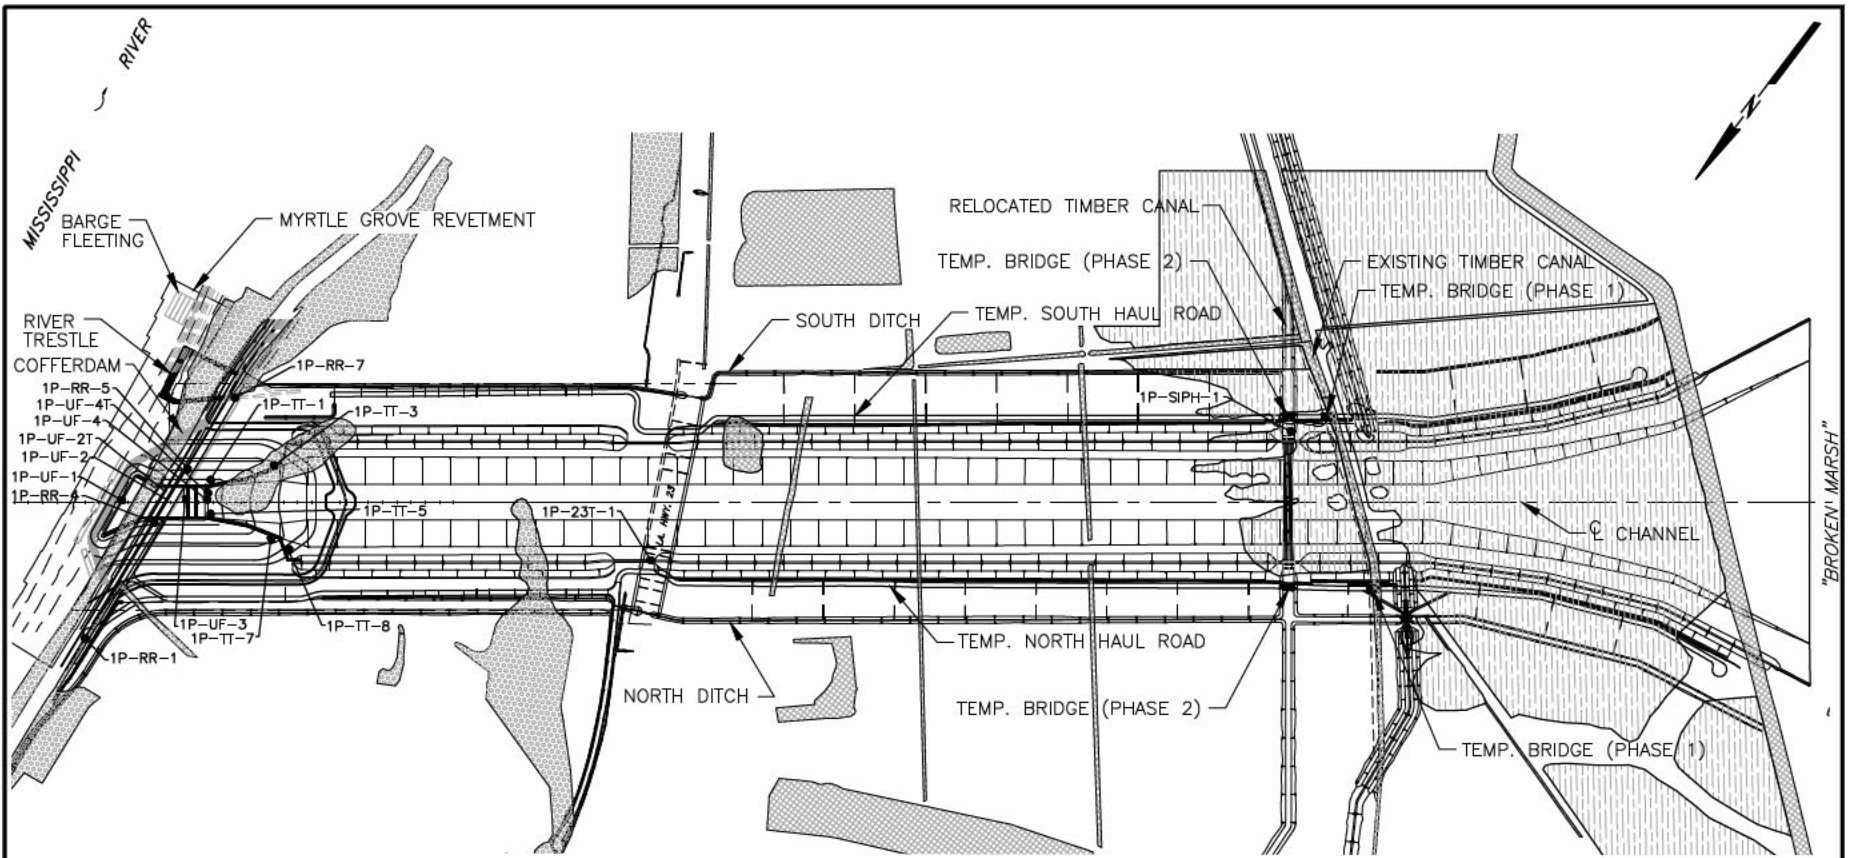 MISSISSIPPI RIVER
N
BARGE
FLEETING
MYRTLE GROVE REVETMENT
RELOCATED TIMBER CANAL
TEMP. BRIDGE (PHASE 2)
EXISTING TIMBER CANAL
TEMP. BRIDGE (PHASE 1)
RIVER
TRESTLE
SOUTH DITCH
TEMP. SOUTH HAUL ROAD
COFFERDAM
1P-RR-7
1P-RR-5
1P-UF-4T
1P-TT-1
1P-TT-3
1P-SIPH-1
1P-UF-4
1P-UF-2T
1P-UF-2
1P-UF-1
1P-RR-4
1P-TT-5
1P-23T-1
LA. HWY. 23
℄ CHANNEL
"BROKEN MARSH"
1P-UF-3
1P-TT-7
1P-TT-8
1P-RR-1
TEMP. NORTH HAUL ROAD
NORTH DITCH
TEMP. BRIDGE (PHASE 2)
TEMP. BRIDGE (PHASE 1)